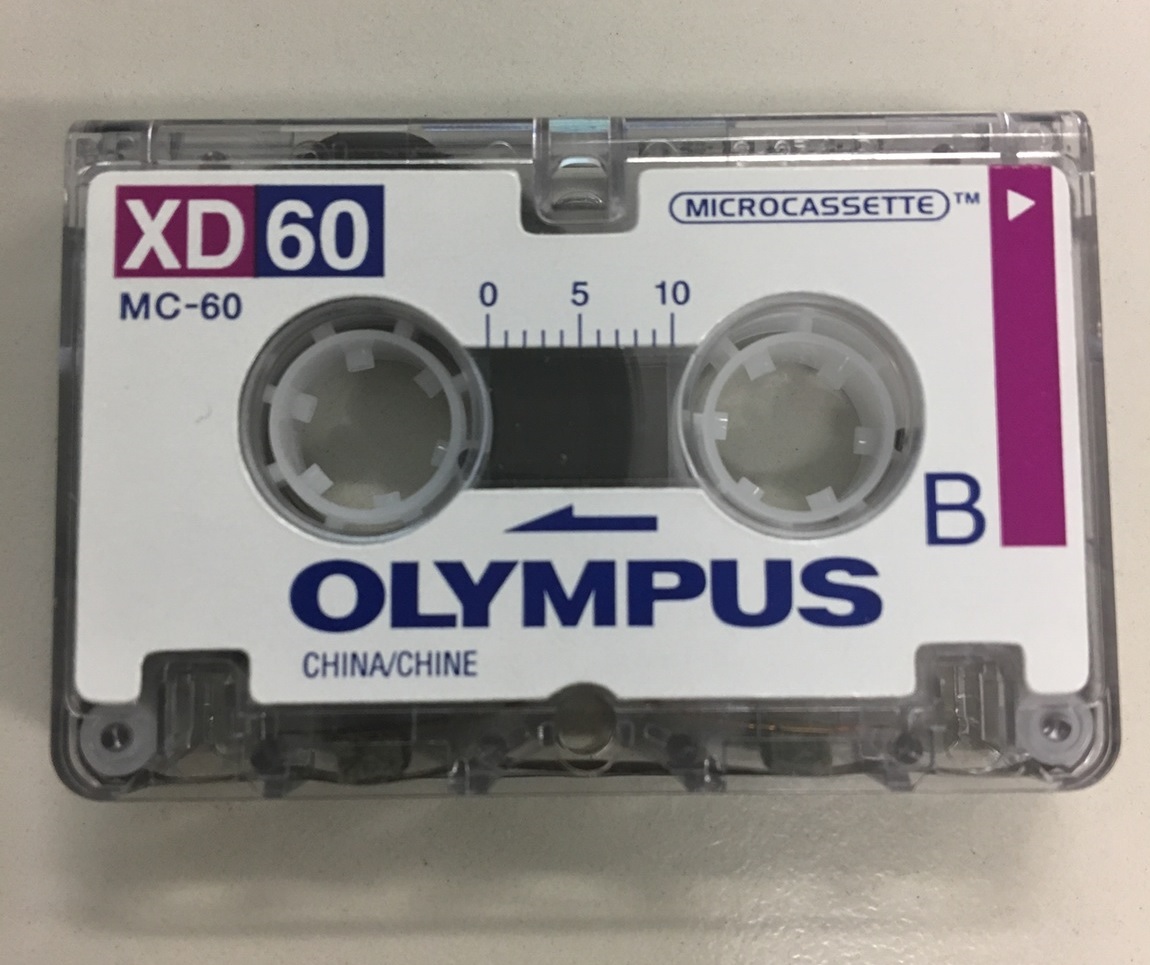 XD 60
MICROCASSETTE™
MC-60
0 5 10
B
OLYMPUS
CHINA/CHINE